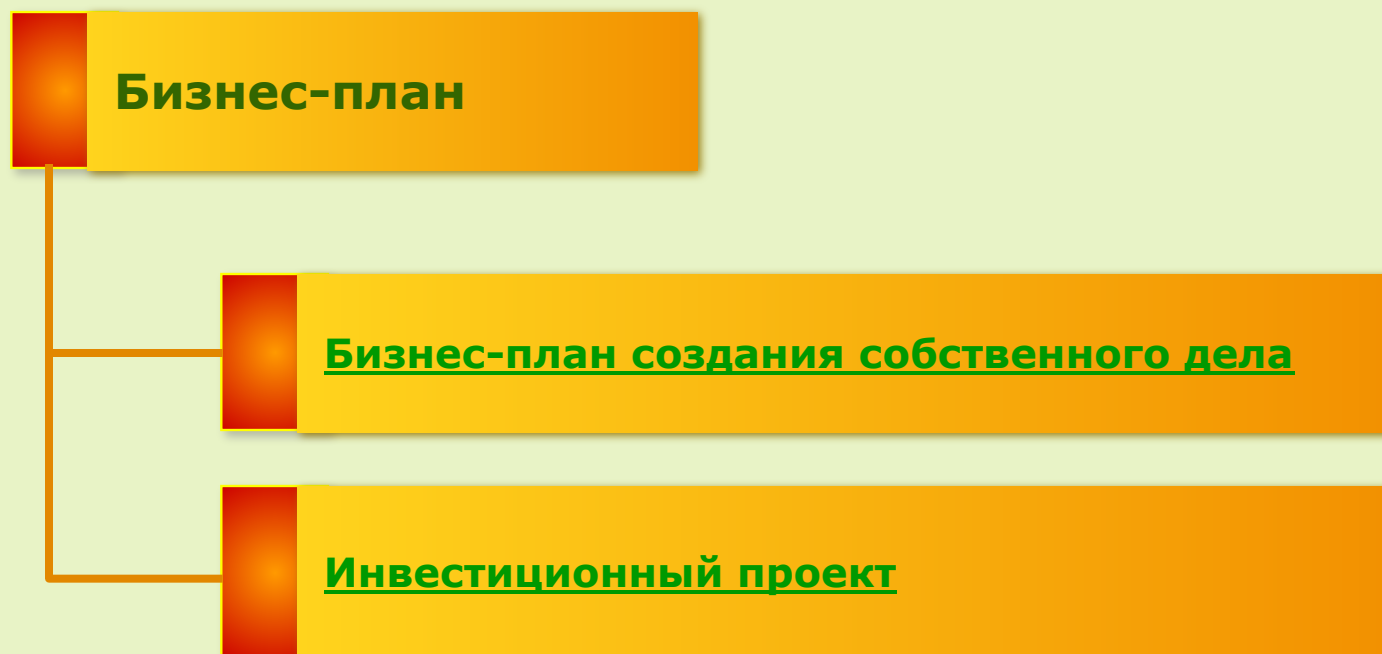 Бизнес-план
Бизнес-план создания собственного дела
Инвестиционный проект